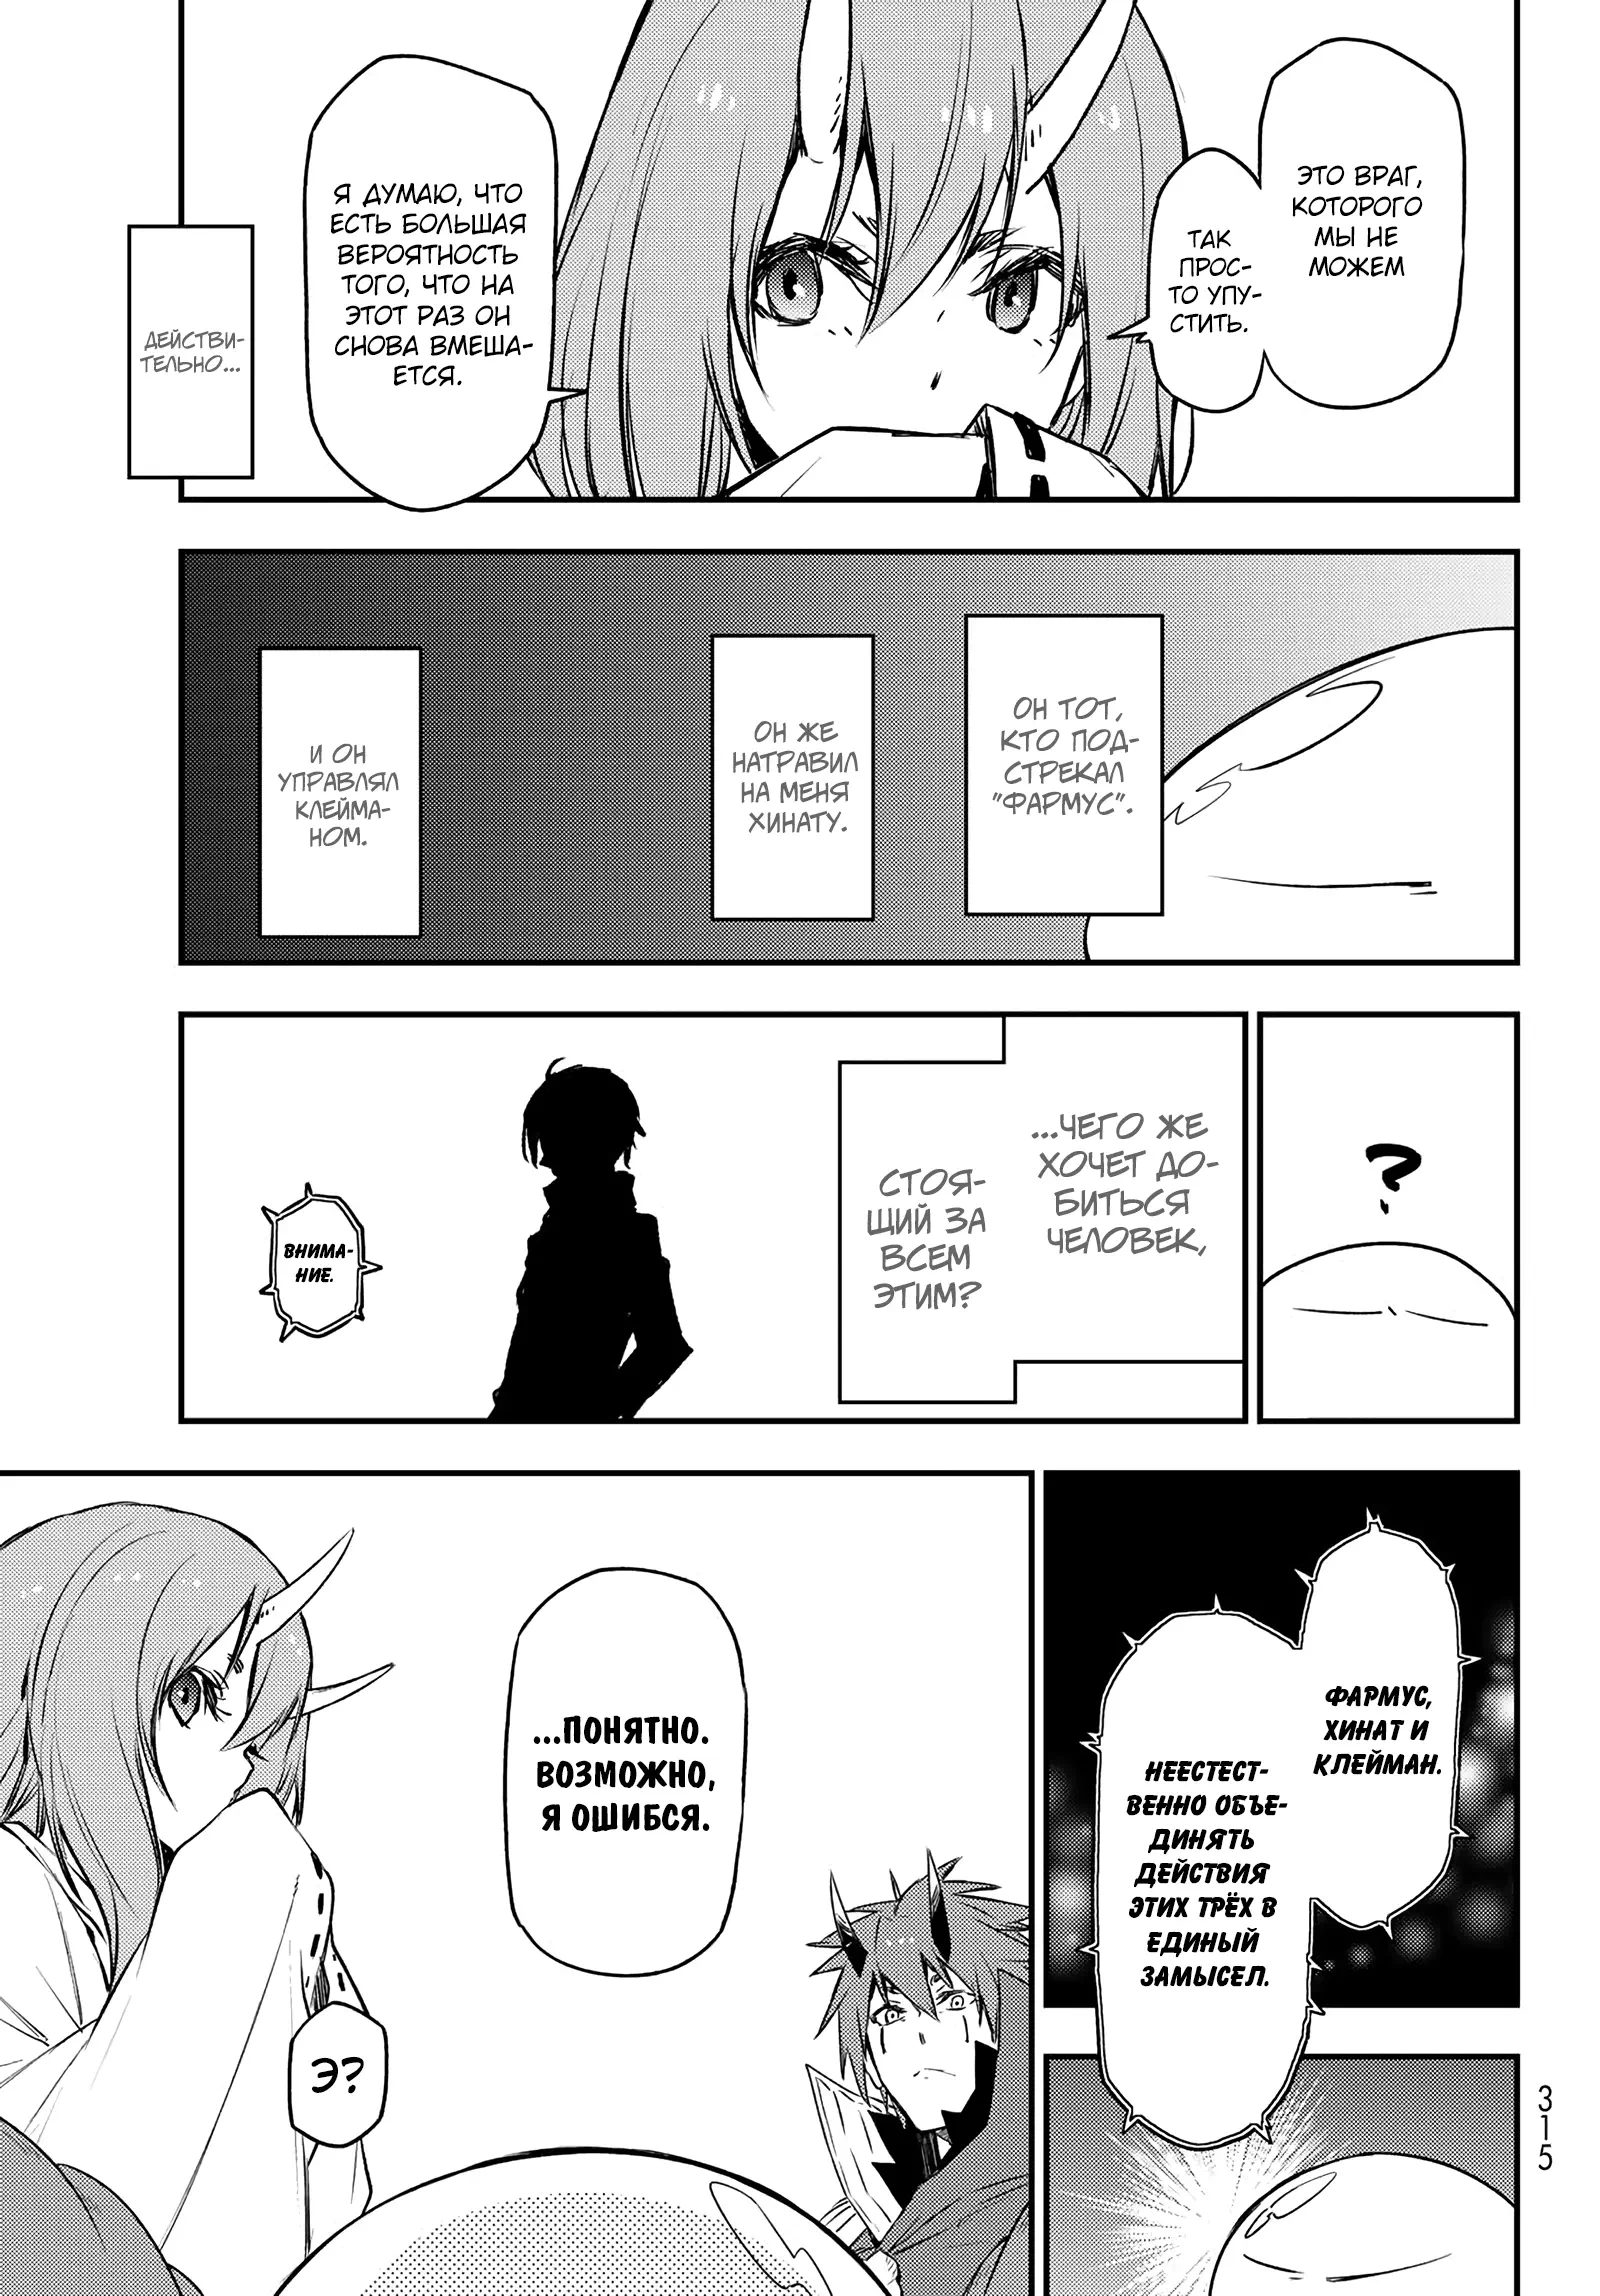 ЭТО ВРАГ,
КОТОРОГО
МЫ НЕ
МОЖЕМ
ТАК
ПРОС-
ТО УПУ-
СТИТЬ.
Я ДУМАЮ, ЧТО
ЕСТЬ БОЛЬШАЯ
ВЕРОЯТНОСТЬ
ТОГО, ЧТО НА
ЭТОТ РАЗ ОН
СНОВА ВМЕША-
ЕТСЯ.
ДЕЙСТВИ-
ТЕЛЬНО...
ОН ТОТ,
КТО ПОД-
СТРЕКАЛ
"ФАРМУС".
ОН ЖЕ
НАТРАВИЛ
НА МЕНЯ
ХИНАТУ.
И ОН
УПРАВЛЯЛ
КЛЕЙМА-
НОМ.
?
...ЧЕГО ЖЕ
ХОЧЕТ ДО-
БИТЬСЯ
ЧЕЛОВЕК,
СТОЯ-
ЩИЙ ЗА
ВСЕМ
ЭТИМ?
ВНИМА-
НИЕ.
ФАРМУС,
ХИНАТ И
КЛЕЙМАН.
НЕЕСТЕСТ-
ВЕННО ОБЪЕ-
ДИНЯТЬ
ДЕЙСТВИЯ
ЭТИХ ТРЁХ В
ЕДИНЫЙ
ЗАМЫСЕЛ.
...ПОНЯТНО.
ВОЗМОЖНО,
Я ОШИБСЯ.
Э?
315